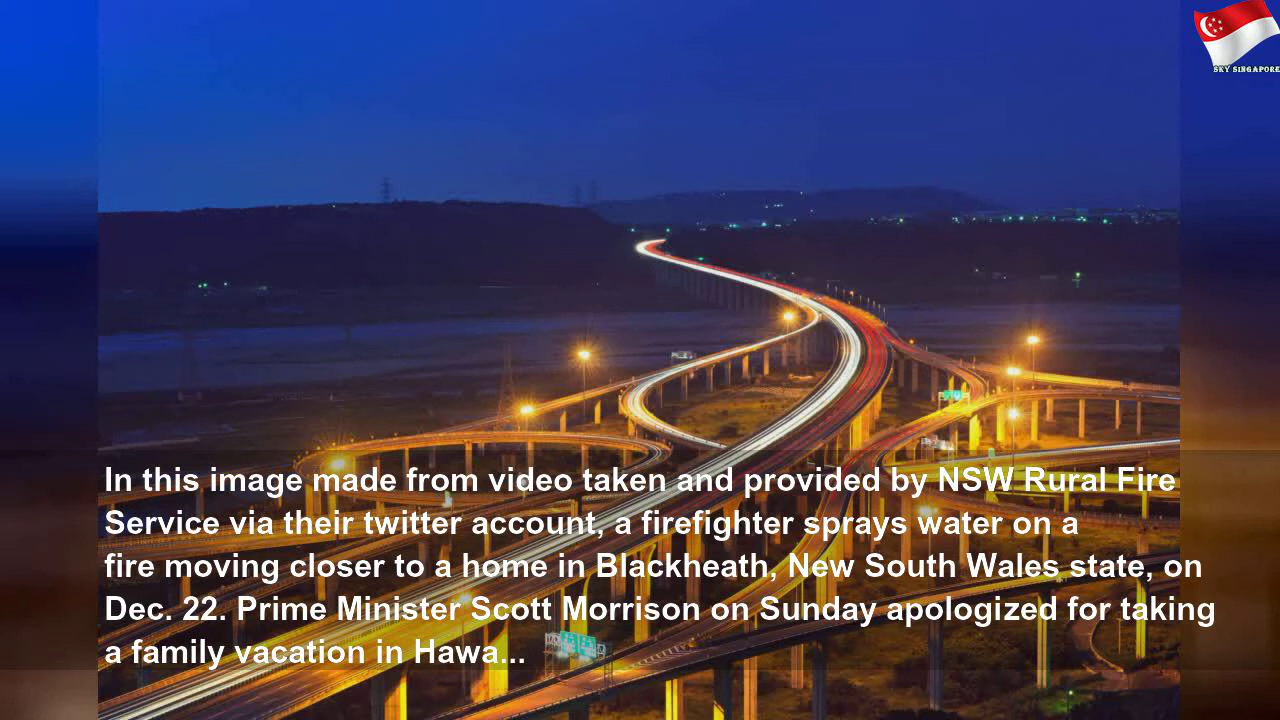 SKY SINGAPORE
In this image made from video taken and provided by NSW Rural Fire
Service via their twitter account, a firefighter sprays water on a
fire moving closer to a home in Blackheath, New South Wales state, on
Dec. 22. Prime Minister Scott Morrison on Sunday apologized for taking
a family vacation in Hawa...